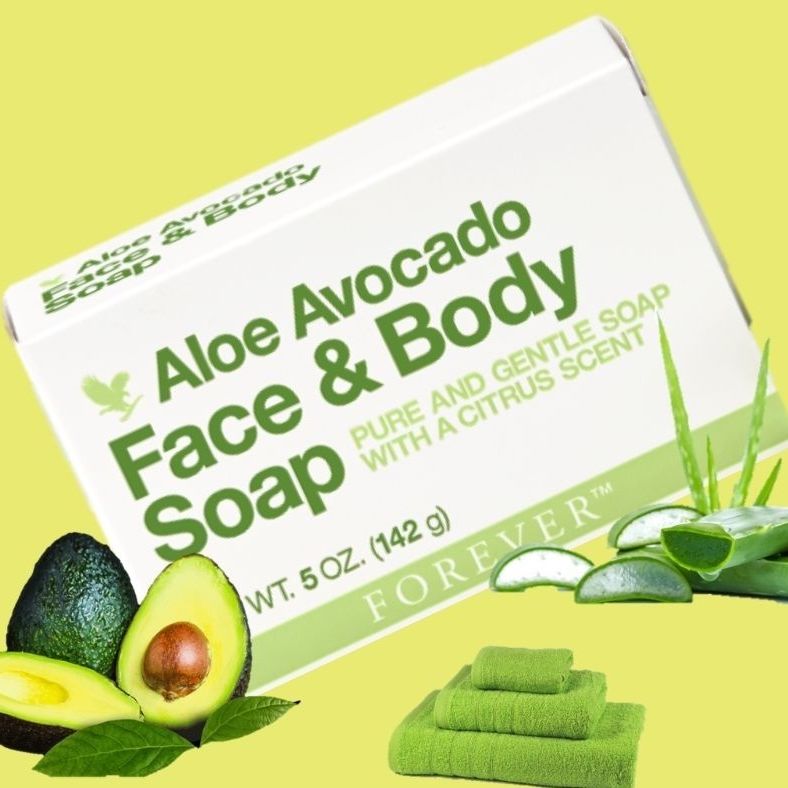 Aloe Avocado
Face & Body
Soap
Aloe Avocado
Face & Body
Soap
PURE AND GENTLE SOAP
WITH A CITRUS SCENT
WT. 5 OZ. (142 g)
FOREVER™